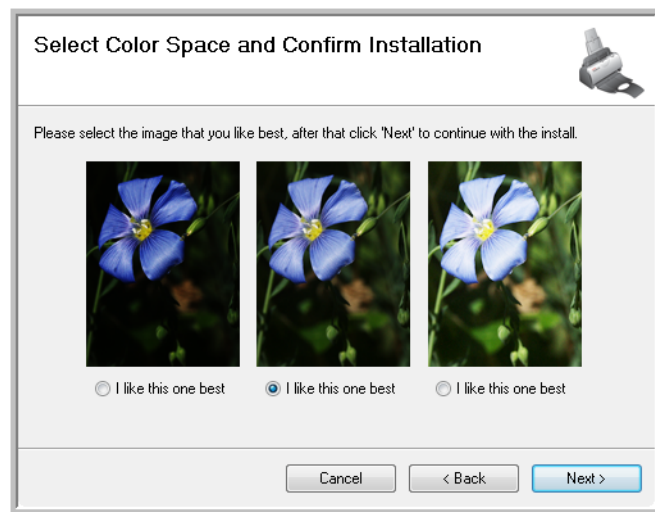 Select Color Space and Confirm Installation
Please select the image that you like best, after that click 'Next' to continue with the install.
I like this one best I like this one best I like this one best
Cancel < Back Next >